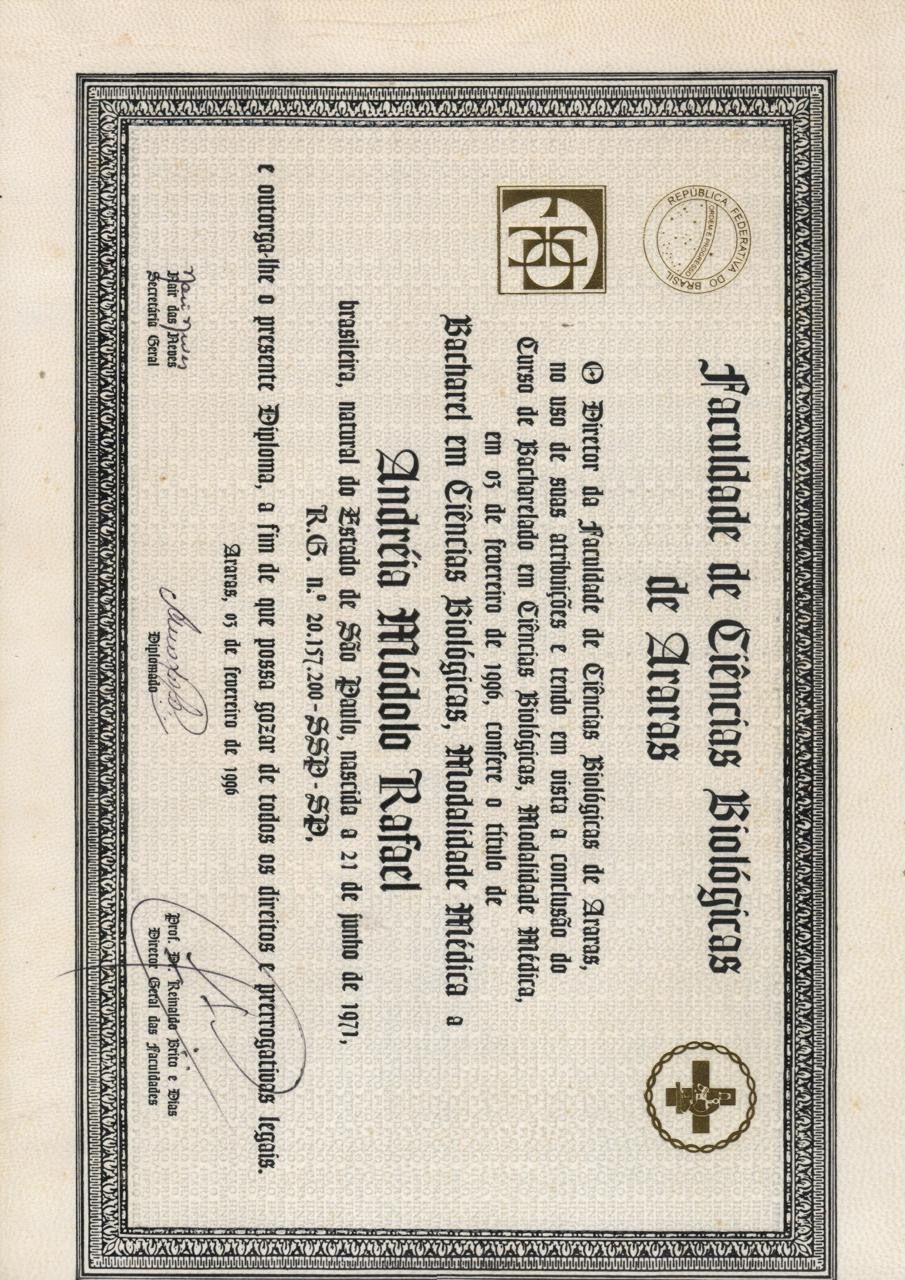 REPÚBLICA FEDERATIVA DO BRASIL
ORDEM E PROGRESSO
Faculdade de Ciências Biológicas
de Araras
O Diretor da Faculdade de Ciências Biológicas de Araras,
no uso de suas atribuições e tendo em vista a conclusão do
Curso de Bacharelado em Ciências Biológicas, Modalidade Médica,
em 03 de fevereiro de 1996, confere o título de
Bacharel em Ciências Biológicas, Modalidade Médica a
Andréia Módolo Rafael
brasileira, natural do Estado de São Paulo, nascida a 21 de junho de 1971,
R.G. n.º 20.157.200 - SSP - SP,
e outorga-lhe o presente Diploma, a fim de que possa gozar de todos os direitos e prerrogativas legais.
Araras, 03 de fevereiro de 1996
Nair das Neves
Secretária Geral
Diplomado
Prof. Dr. Reinaldo Brito e Dias
Diretor Geral das Faculdades